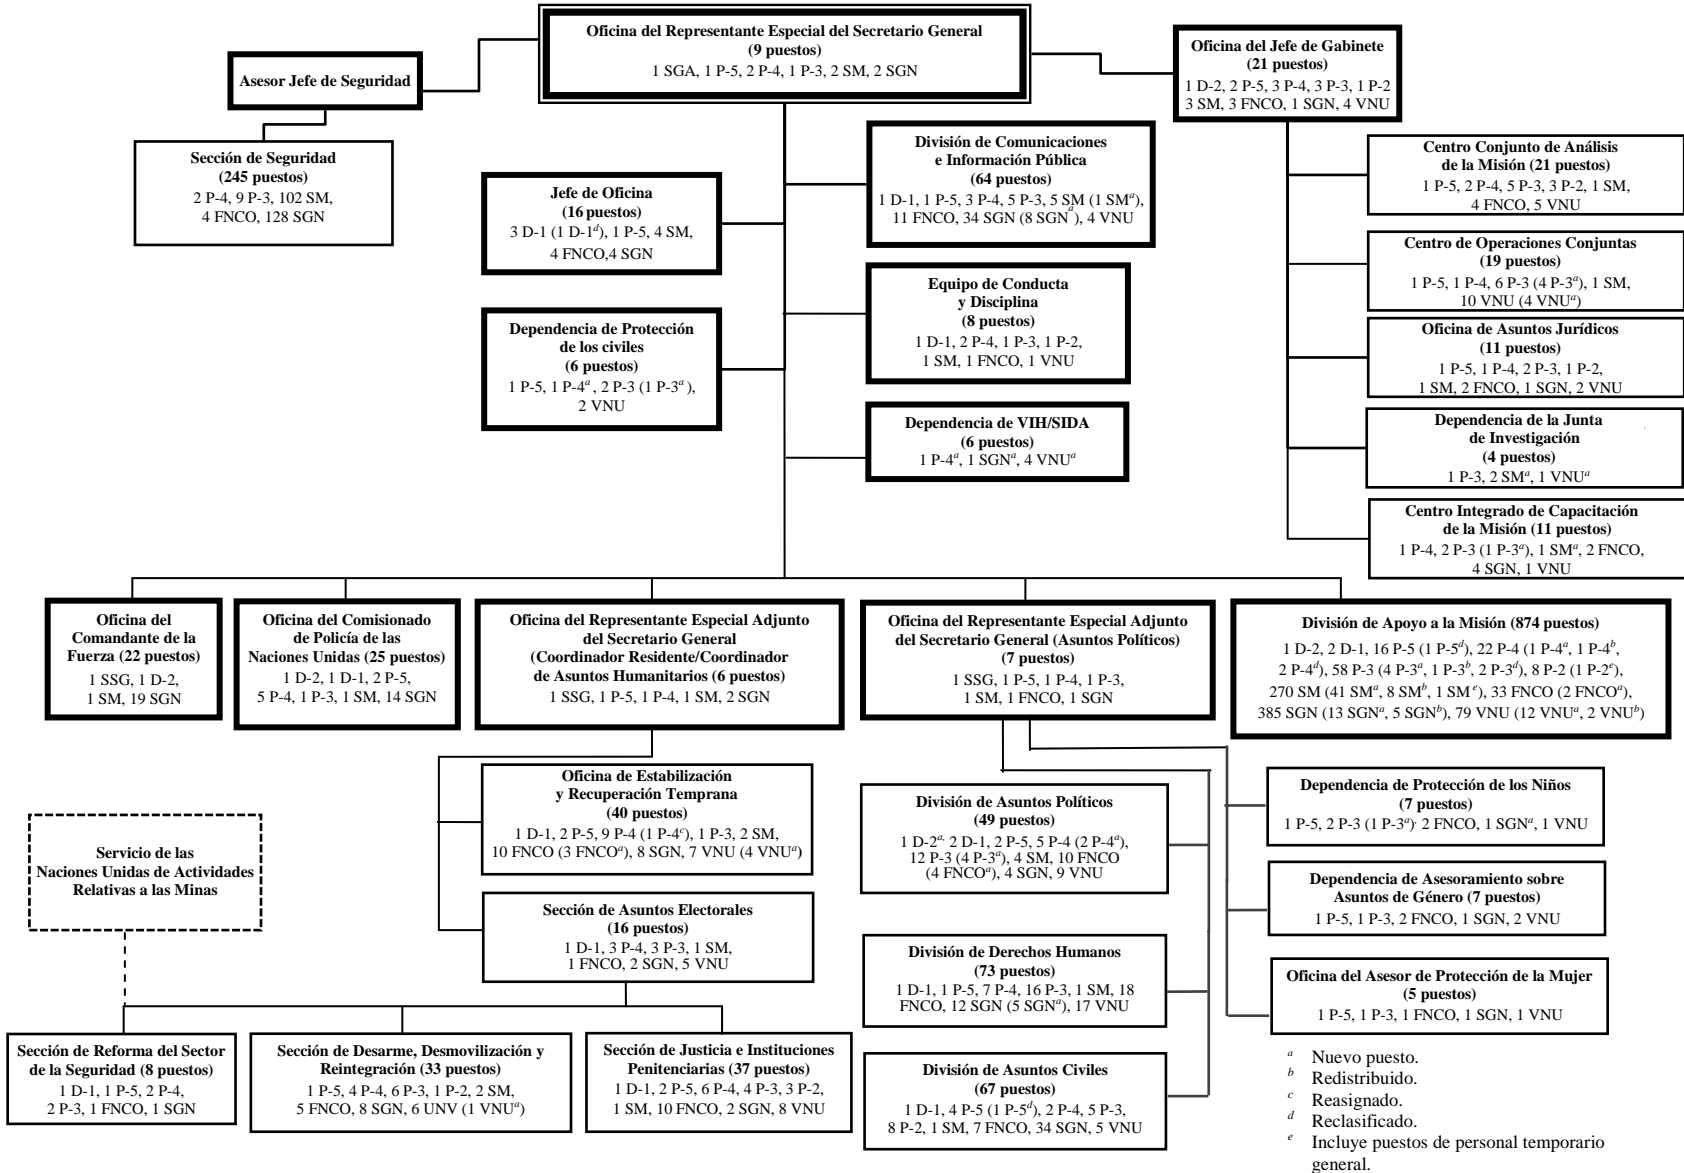 Oficina del Representante Especial del Secretario General
(9 puestos)
1 SGA, 1 P-5, 2 P-4, 1 P-3, 2 SM, 2 SGN
Asesor Jefe de Seguridad
Oficina del Jefe de Gabinete
(21 puestos)
1 D-2, 2 P-5, 3 P-4, 3 P-3, 1 P-2
3 SM, 3 FNCO, 1 SGN, 4 VNU
Sección de Seguridad
(245 puestos)
2 P-4, 9 P-3, 102 SM,
4 FNCO, 128 SGN
Jefe de Oficina
(16 puestos)
3 D-1 (1 D-1d), 1 P-5, 4 SM,
4 FNCO,4 SGN
División de Comunicaciones
e Información Pública
(64 puestos)
1 D-1, 1 P-5, 3 P-4, 5 P-3, 5 SM (1 SMa),
11 FNCO, 34 SGN (8 SGNa), 4 VNU
Centro Conjunto de Análisis
de la Misión (21 puestos)
1 P-5, 2 P-4, 5 P-3, 3 P-2, 1 SM,
4 FNCO, 5 VNU
Centro de Operaciones Conjuntas
(19 puestos)
1 P-5, 1 P-4, 6 P-3 (4 P-3a), 1 SM,
10 VNU (4 VNUa)
Dependencia de Protección
de los civiles
(6 puestos)
1 P-5, 1 P-4a, 2 P-3 (1 P-3a),
2 VNU
Equipo de Conducta
y Disciplina
(8 puestos)
1 D-1, 2 P-4, 1 P-3, 1 P-2,
1 SM, 1 FNCO, 1 VNU
Oficina de Asuntos Jurídicos
(11 puestos)
1 P-5, 1 P-4, 2 P-3, 1 P-2,
1 SM, 2 FNCO, 1 SGN, 2 VNU
Dependencia de VIH/SIDA
(6 puestos)
1 P-4a, 1 SGNa, 4 VNUa
Dependencia de la Junta
de Investigación
(4 puestos)
1 P-3, 2 SMa, 1 VNUa
Centro Integrado de Capacitación
de la Misión (11 puestos)
1 P-4, 2 P-3 (1 P-3a), 1 SMa, 2 FNCO,
4 SGN, 1 VNU
Oficina del
Comandante de la
Fuerza (22 puestos)
1 SSG, 1 D-2,
1 SM, 19 SGN
Oficina del Comisionado
de Policía de las
Naciones Unidas (25 puestos)
1 D-2, 1 D-1, 2 P-5,
5 P-4, 1 P-3, 1 SM, 14 SGN
Oficina del Representante Especial Adjunto
del Secretario General
(Coordinador Residente/Coordinador
de Asuntos Humanitarios (6 puestos)
1 SSG, 1 P-5, 1 P-4, 1 SM, 2 SGN
Oficina del Representante Especial Adjunto
del Secretario General (Asuntos Políticos)
(7 puestos)
1 SSG, 1 P-5, 1 P-4, 1 P-3,
1 SM, 1 FNCO, 1 SGN
División de Apoyo a la Misión (874 puestos)
1 D-2, 2 D-1, 16 P-5 (1 P-5d), 22 P-4 (1 P-4a, 1 P-4b,
2 P-4d), 58 P-3 (4 P-3a, 1 P-3b, 2 P-3d), 8 P-2 (1 P-2e),
270 SM (41 SMa, 8 SMb, 1 SMe), 33 FNCO (2 FNCOa),
385 SGN (13 SGNa, 5 SGNb), 79 VNU (12 VNUa, 2 VNUb)
Oficina de Estabilización
y Recuperación Temprana
(40 puestos)
1 D-1, 2 P-5, 9 P-4 (1 P-4c), 1 P-3, 2 SM,
10 FNCO (3 FNCOa), 8 SGN, 7 VNU (4 VNUa)
División de Asuntos Políticos
(49 puestos)
1 D-2a, 2 D-1, 2 P-5, 5 P-4 (2 P-4a),
12 P-3 (4 P-3a), 4 SM, 10 FNCO
(4 FNCOa), 4 SGN, 9 VNU
Dependencia de Protección de los Niños
(7 puestos)
1 P-5, 2 P-3 (1 P-3a), 2 FNCO, 1 SGNa, 1 VNU
Servicio de las
Naciones Unidas de Actividades
Relativas a las Minas
Sección de Asuntos Electorales
(16 puestos)
1 D-1, 3 P-4, 3 P-3, 1 SM,
1 FNCO, 2 SGN, 5 VNU
Dependencia de Asesoramiento sobre
Asuntos de Género (7 puestos)
1 P-5, 1 P-3, 2 FNCO, 1 SGN, 2 VNU
División de Derechos Humanos
(73 puestos)
1 D-1, 1 P-5, 7 P-4, 16 P-3, 1 SM, 18
FNCO, 12 SGN (5 SGNa), 17 VNU
Oficina del Asesor de Protección de la Mujer
(5 puestos)
1 P-5, 1 P-3, 1 FNCO, 1 SGN, 1 VNU
Sección de Reforma del Sector
de la Seguridad (8 puestos)
1 D-1, 1 P-5, 2 P-4,
2 P-3, 1 FNCO, 1 SGN
Sección de Desarme, Desmovilización y
Reintegración (33 puestos)
1 P-5, 4 P-4, 6 P-3, 1 P-2, 2 SM,
5 FNCO, 8 SGN, 6 UNV (1 VNUa)
Sección de Justicia e Instituciones
Penitenciarias (37 puestos)
1 D-1, 2 P-5, 6 P-4, 4 P-3, 3 P-2,
1 SM, 10 FNCO, 2 SGN, 8 VNU
División de Asuntos Civiles
(67 puestos)
1 D-1, 4 P-5 (1 P-5d), 2 P-4, 5 P-3,
8 P-2, 1 SM, 7 FNCO, 34 SGN, 5 VNU
a Nuevo puesto.
b Redistribuido.
c Reasignado.
d Reclasificado.
e Incluye puestos de personal temporario
general.